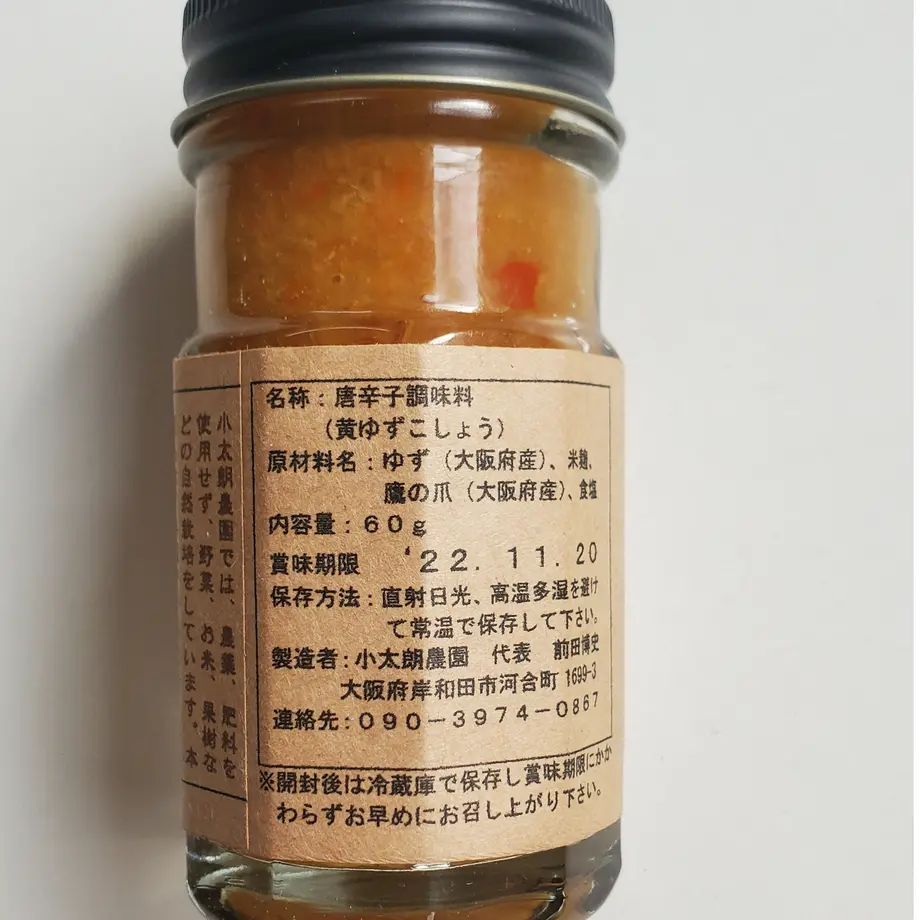 名称：唐辛子調味料
（黄ゆずこしょう）
原材料名：ゆず（大阪府産）、米麹、
鷹の爪（大阪府産）、食塩
内容量：６０ｇ
賞味期限　'22.11.20
保存方法：直射日光、高温多湿を避け
て常温で保存して下さい。
製造者：小太朗農園　代表　前田博史
大阪府岸和田市河合町 1699-3
連絡先：０９０－３９７４－０８６７
※開封後は冷蔵庫で保存し賞味期限にかか
わらずお早めにお召し上がり下さい。
小太朗農園では、農薬、肥料を
使用せず、野菜、お米、果樹な
どの自然栽培をしています。本